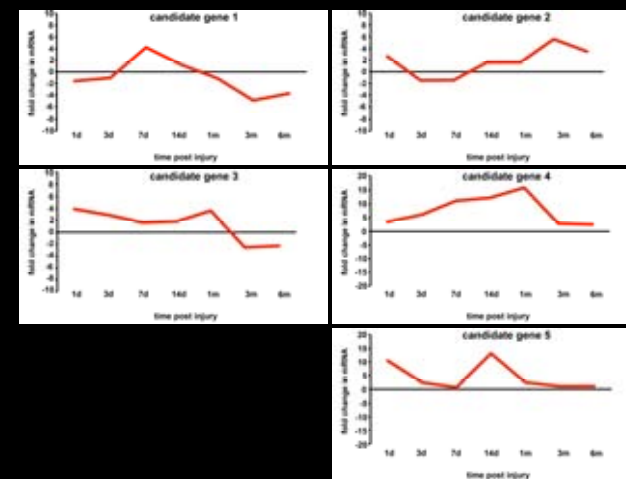 candidate gene 1
fold change in mRNA
10
8
6
4
2
0
-2
-4
-6
-8
-10
1d 3d 7d 14d 1m 3m 6m
time post injury
candidate gene 2
fold change in mRNA
10
8
6
4
2
0
-2
-4
-6
-8
-10
1d 3d 7d 14d 1m 3m 6m
time post injury
candidate gene 3
fold change in mRNA
10
8
6
4
2
0
-2
-4
-6
-8
-10
1d 3d 7d 14d 1m 3m 6m
time post injury
candidate gene 4
fold change in mRNA
20
15
10
5
0
-5
-10
-15
-20
1d 3d 7d 14d 1m 3m 6m
time post injury
candidate gene 5
fold change in mRNA
20
15
10
5
0
-5
-10
-15
-20
1d 3d 7d 14d 1m 3m 6m
time post injury